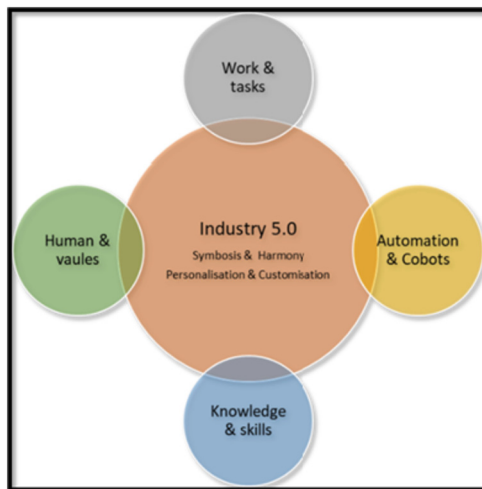 Work &
tasks
Industry 5.0
Symbosis & Harmony
Personalisation & Customisation
Human &
vaules
Automation
& Cobots
Knowledge
& skills